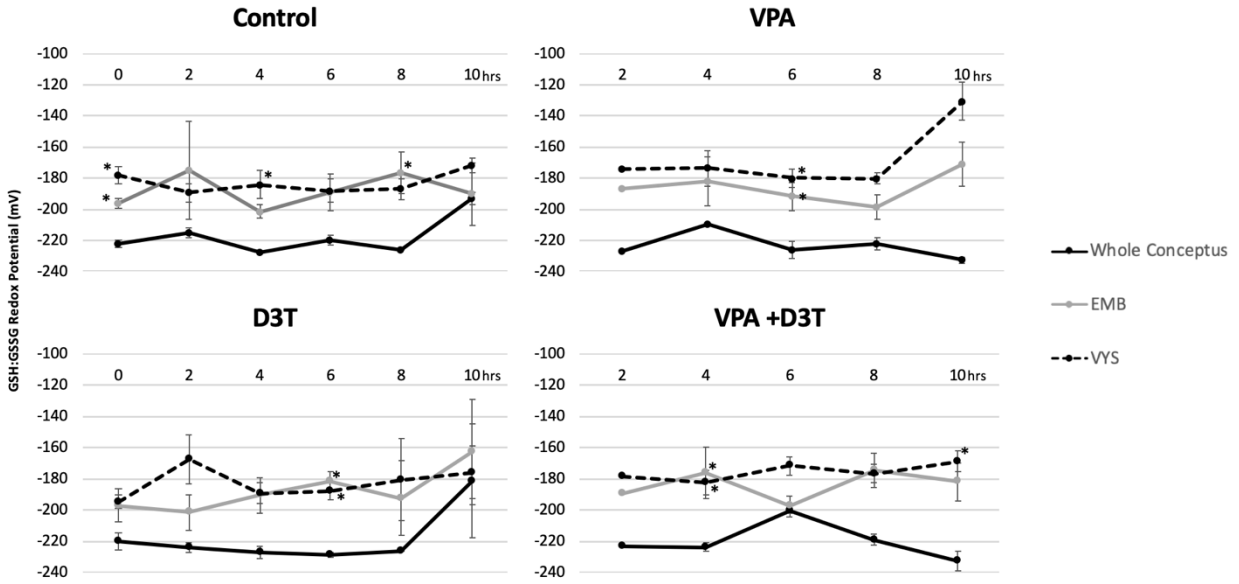 Control
VPA
-100
-120
-140
-160
-180
-200
-220
-240
0 2 4 6 8 10 hrs
* * * *
-100
-120
-140
-160
-180
-200
-220
-240
2 4 6 8 10 hrs
* *
GSH:GSSG Redox Potential (mV)
D3T
VPA +D3T
-100
-120
-140
-160
-180
-200
-220
-240
0 2 4 6 8 10 hrs
* *
-100
-120
-140
-160
-180
-200
-220
-240
2 4 6 8 10 hrs
* * *
Whole Conceptus
EMB
VYS